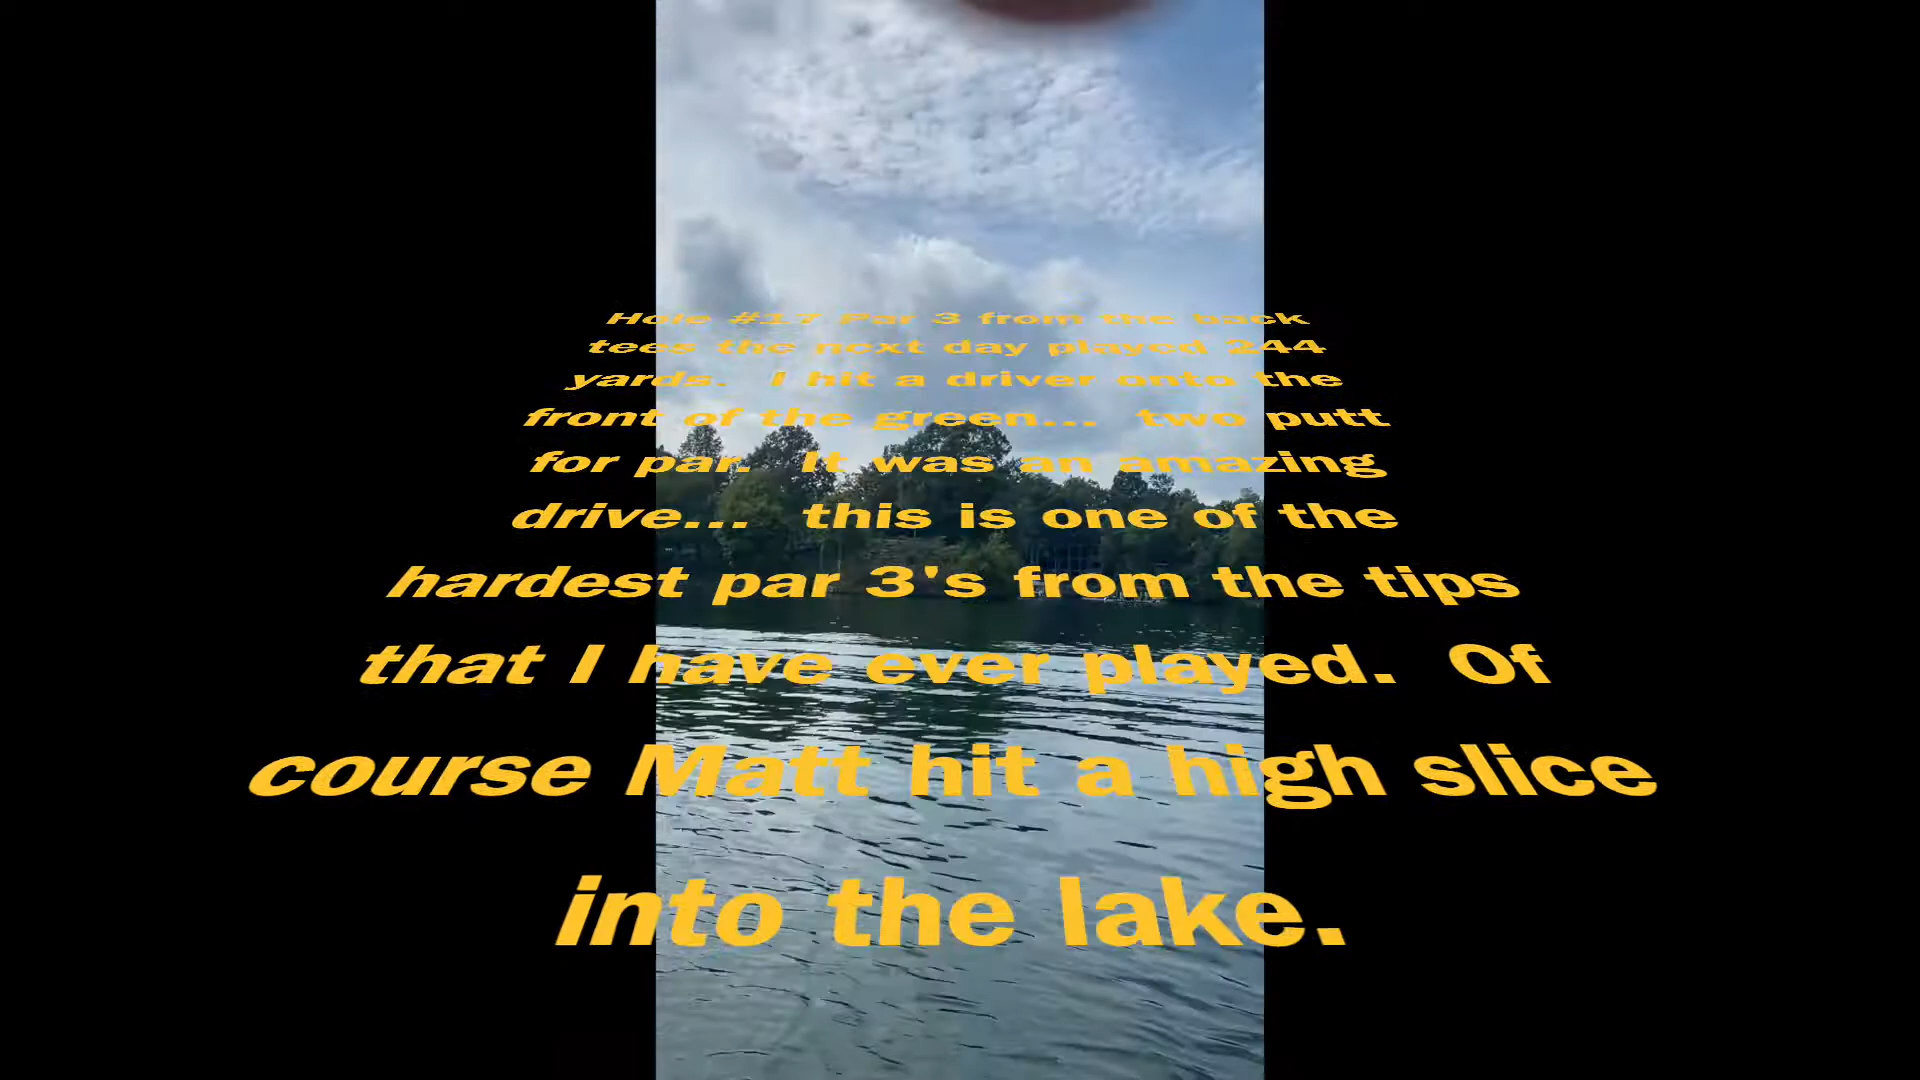 Hole #17 Par 3 from the back
tees the next day played 244
yards.  I hit a driver onto the
front of the green...  two putt
for par.  It was an amazing
drive...  this is one of the
hardest par 3's from the tips
that I have ever played.  Of
course Matt hit a high slice
into the lake.